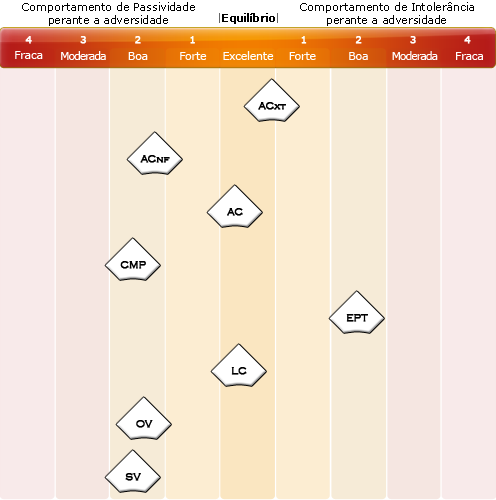 Comportamento de Passividade
perante a adversidade
|Equilíbrio|
Comportamento de Intolerância
perante a adversidade
4 3 2 1 1 2 3 4
Fraca Moderada Boa Forte Excelente Forte Boa Moderada Fraca
ACXT
ACNF
AC
CMP
EPT
LC
OV
SV